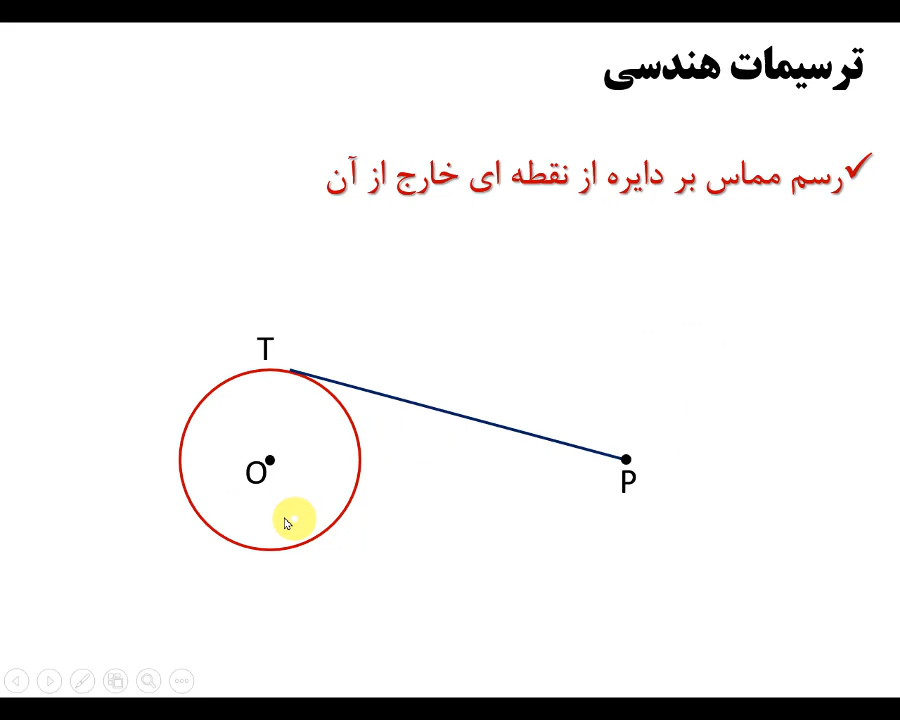 ترسیمات هندسی
✓رسم مماس بر دایره از نقطه ای خارج از آن
T
O
P